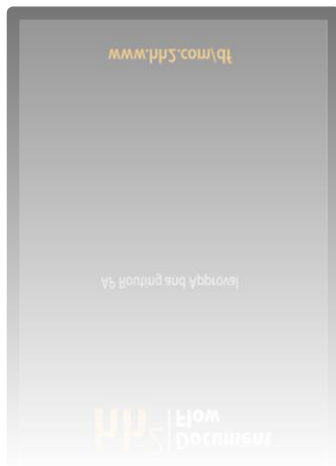 www.hh2.com/df
AP Routing and Approval
hh2 Flow
Document